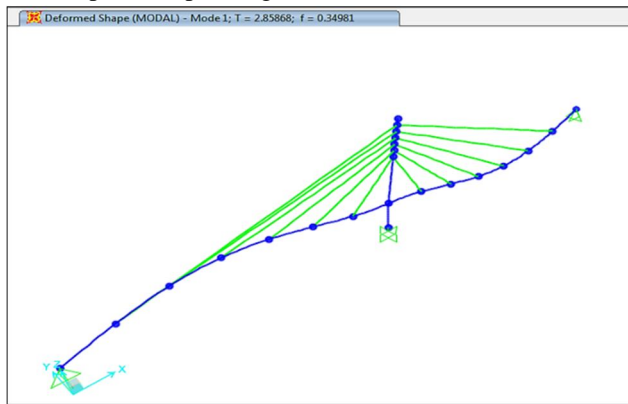 Deformed Shape (MODAL) - Mode 1; T = 2.85868; f = 0.34981
Y
Z
X